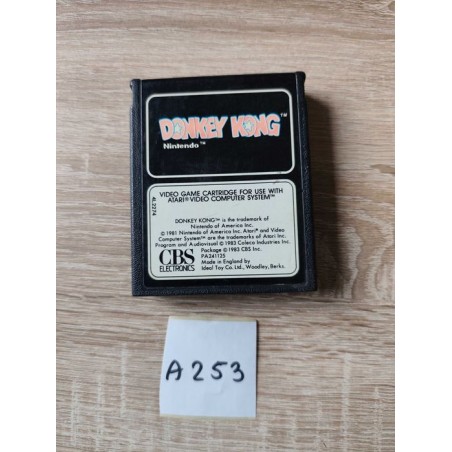 DONKEY KONG™
Nintendo™
VIDEO GAME CARTRIDGE FOR USE WITH
ATARI® VIDEO COMPUTER SYSTEM™
4L2274
DONKEY KONG™ is the trademark of
Nintendo of America Inc.
© 1981 Nintendo of America Inc. Atari® and Video
Computer System™ are the trademarks of Atari Inc.
Program and Audiovisual © 1983 Coleco Industries Inc.
Package © 1983 CBS Inc.
PA241125
Made in England by
Ideal Toy Co. Ltd., Woodley, Berks.
CBS
ELECTRONICS
A253